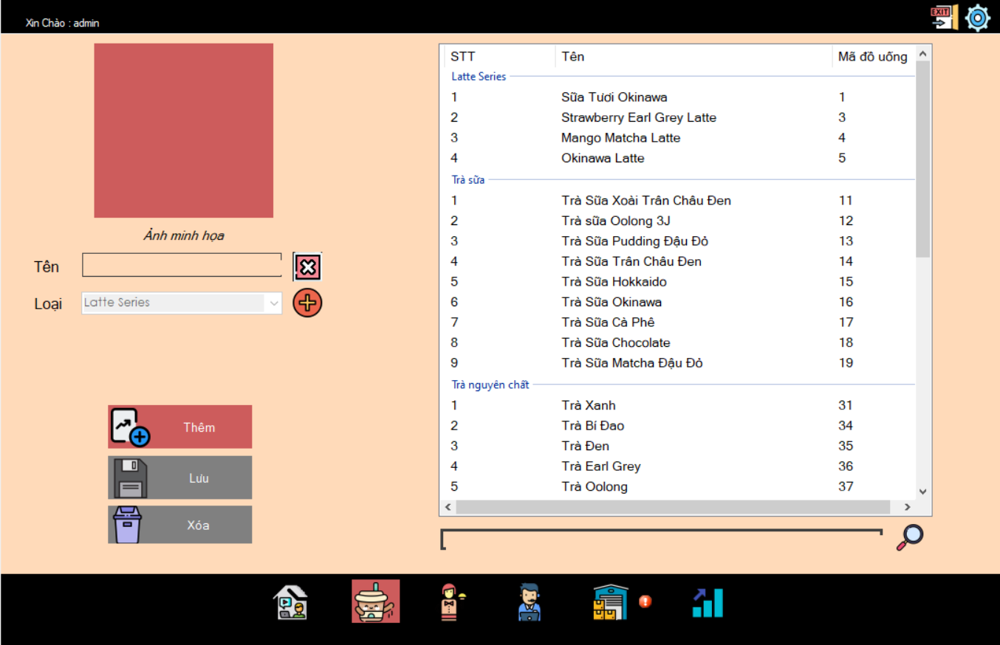 Xin Chào : admin
EXIT
Ảnh minh họa
Tên
Loại
Latte Series
Thêm
Lưu
Xóa
STT Tên Mã đồ uống
Latte Series
1 Sữa Tươi Okinawa 1
2 Strawberry Earl Grey Latte 3
3 Mango Matcha Latte 4
4 Okinawa Latte 5
Trà sữa
1 Trà Sữa Xoài Trân Châu Đen 11
2 Trà sữa Oolong 3J 12
3 Trà Sữa Pudding Đậu Đỏ 13
4 Trà Sữa Trân Châu Đen 14
5 Trà Sữa Hokkaido 15
6 Trà Sữa Okinawa 16
7 Trà Sữa Cà Phê 17
8 Trà Sữa Chocolate 18
9 Trà Sữa Matcha Đậu Đỏ 19
Trà nguyên chất
1 Trà Xanh 31
2 Trà Bí Đao 34
3 Trà Đen 35
4 Trà Earl Grey 36
5 Trà Oolong 37